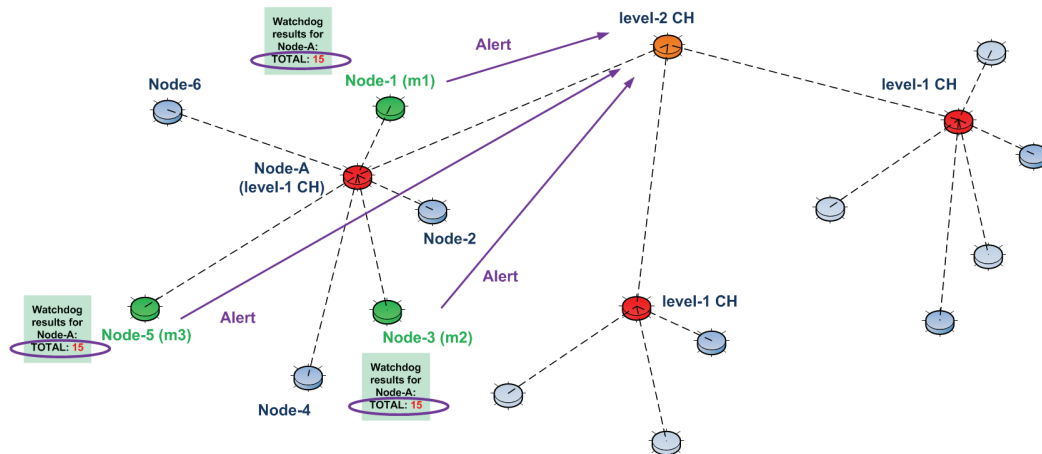 Watchdog
results for
Node-A:
TOTAL: 15
Alert
level-2 CH
Node-6
Node-1 (m1)
level-1 CH
Node-A
(level-1 CH)
Node-2
Alert
Watchdog
results for
Node-A:
TOTAL: 15
Node-5 (m3)
Alert
Node-3 (m2)
level-1 CH
Watchdog
results for
Node-A:
TOTAL: 15
Node-4